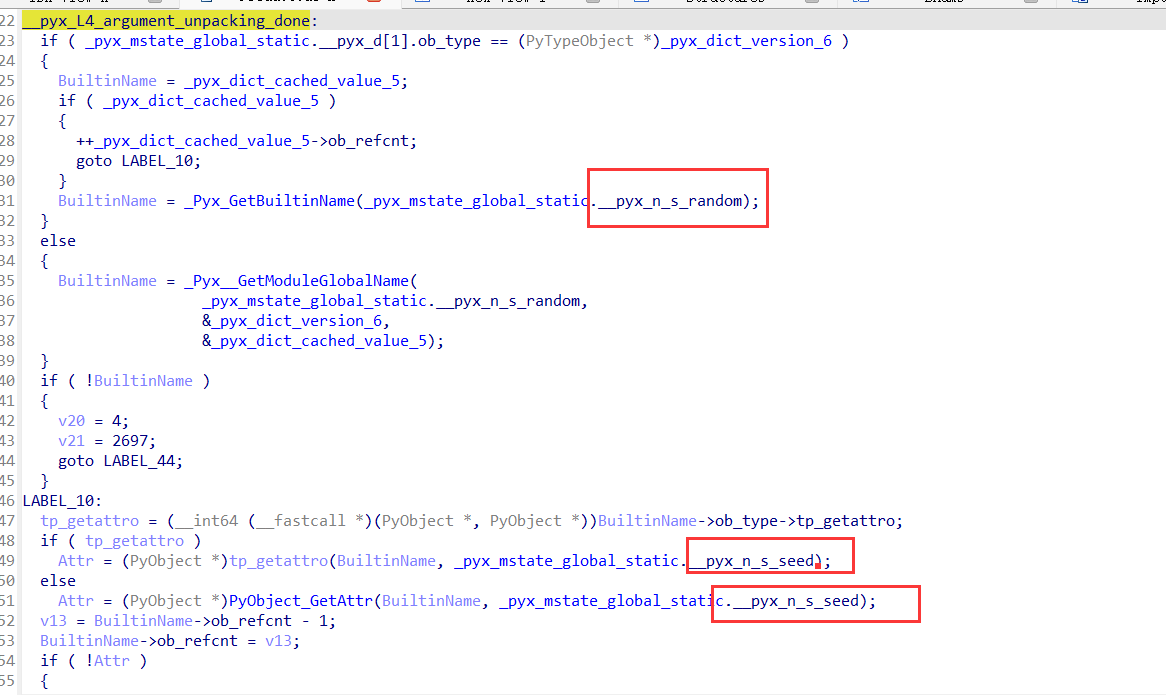 22 __pyx_L4_argument_unpacking_done:
23 if ( _pyx_mstate_global_static.__pyx_d[1].ob_type == (PyTypeObject *)_pyx_dict_version_6 )
24 {
25 BuiltinName = _pyx_dict_cached_value_5;
26 if ( _pyx_dict_cached_value_5 )
27 {
28 ++_pyx_dict_cached_value_5->ob_refcnt;
29 goto LABEL_10;
30 }
31 BuiltinName = _Pyx_GetBuiltinName(_pyx_mstate_global_static.__pyx_n_s_random);
32 }
33 else
34 {
35 BuiltinName = _Pyx__GetModuleGlobalName(
36 _pyx_mstate_global_static.__pyx_n_s_random,
37 &_pyx_dict_version_6,
38 &_pyx_dict_cached_value_5);
39 }
40 if ( !BuiltinName )
41 {
42 v20 = 4;
43 v21 = 2697;
44 goto LABEL_44;
45 }
46 LABEL_10:
47 tp_getattro = (__int64 (__fastcall *)(PyObject *, PyObject *))BuiltinName->ob_type->tp_getattro;
48 if ( tp_getattro )
49 Attr = (PyObject *)tp_getattro(BuiltinName, _pyx_mstate_global_static.__pyx_n_s_seed);
50 else
51 Attr = (PyObject *)PyObject_GetAttr(BuiltinName, _pyx_mstate_global_static.__pyx_n_s_seed);
52 v13 = BuiltinName->ob_refcnt - 1;
53 BuiltinName->ob_refcnt = v13;
54 if ( !Attr )
55 {